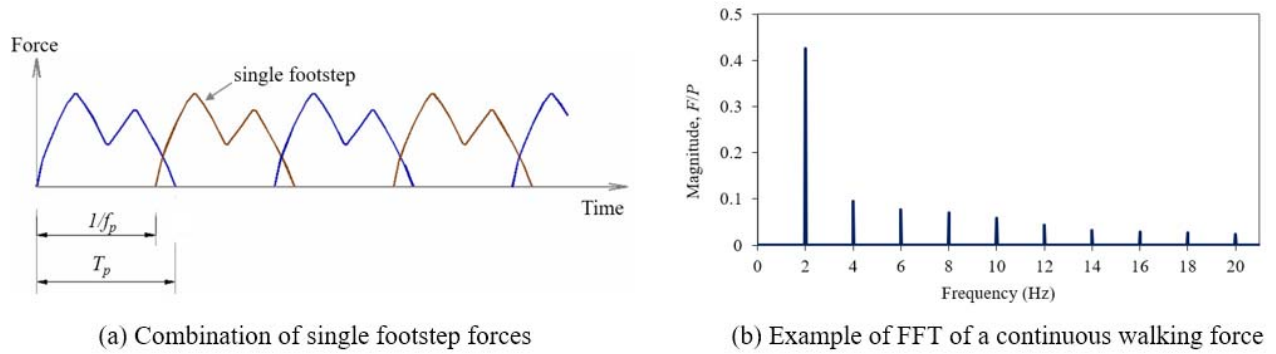 Force
single footstep
Time
1/fp
Tp
(a) Combination of single footstep forces
0.5
0.4
0.3
0.2
0.1
0
Magnitude, F/P
0 2 4 6 8 10 12 14 16 18 20
Frequency (Hz)
(b) Example of FFT of a continuous walking force